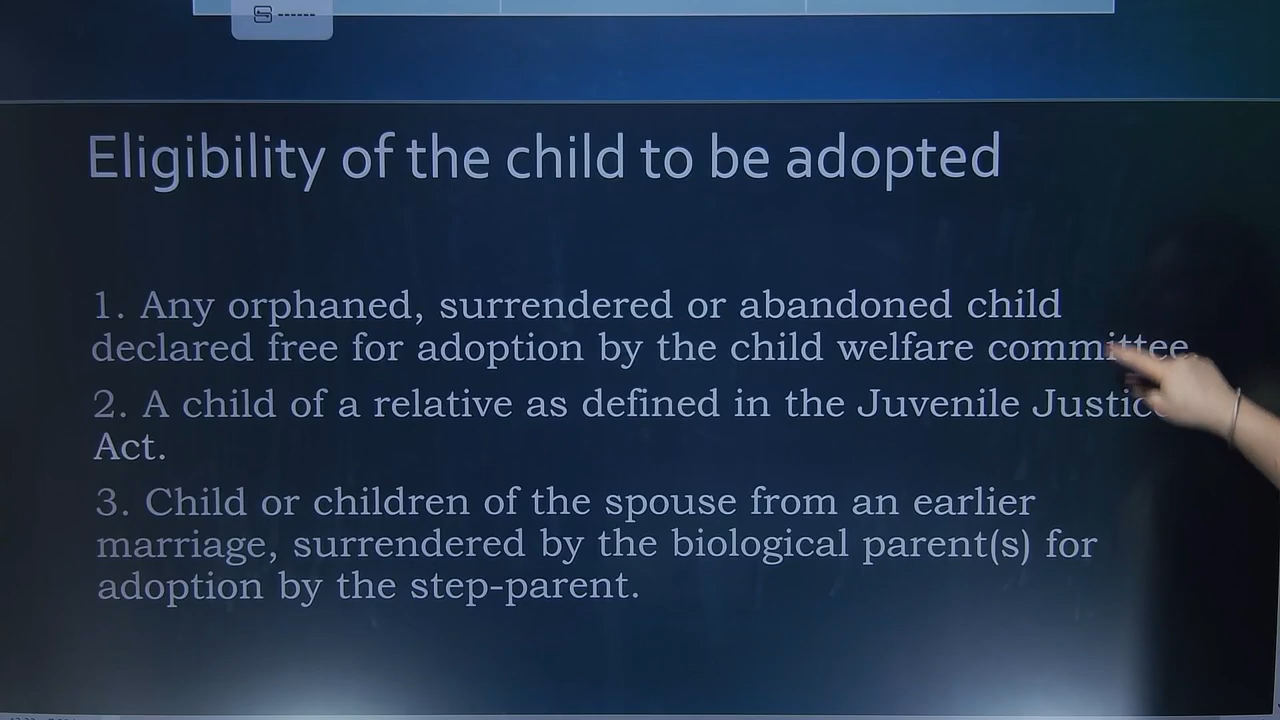 Eligibility of the child to be adopted
1. Any orphaned, surrendered or abandoned child
declared free for adoption by the child welfare committee
2. A child of a relative as defined in the Juvenile Justice
Act.
3. Child or children of the spouse from an earlier
marriage, surrendered by the biological parent(s) for
adoption by the step-parent.